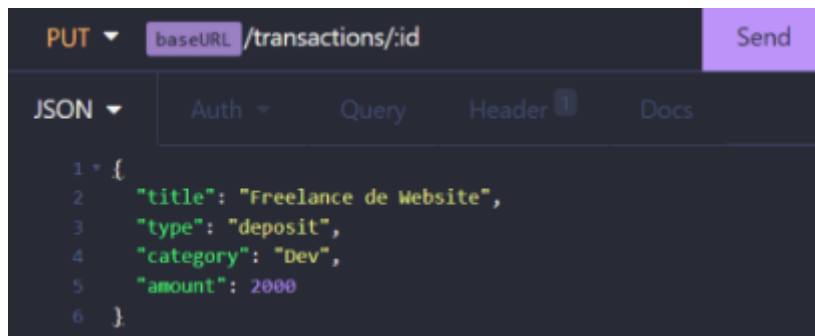 PUT baseURL /transactions/:id Send
JSON Auth Query Header 1 Docs
1 {
2 "title": "Freelance de Website",
3 "type": "deposit",
4 "category": "Dev",
5 "amount": 2000
6 }